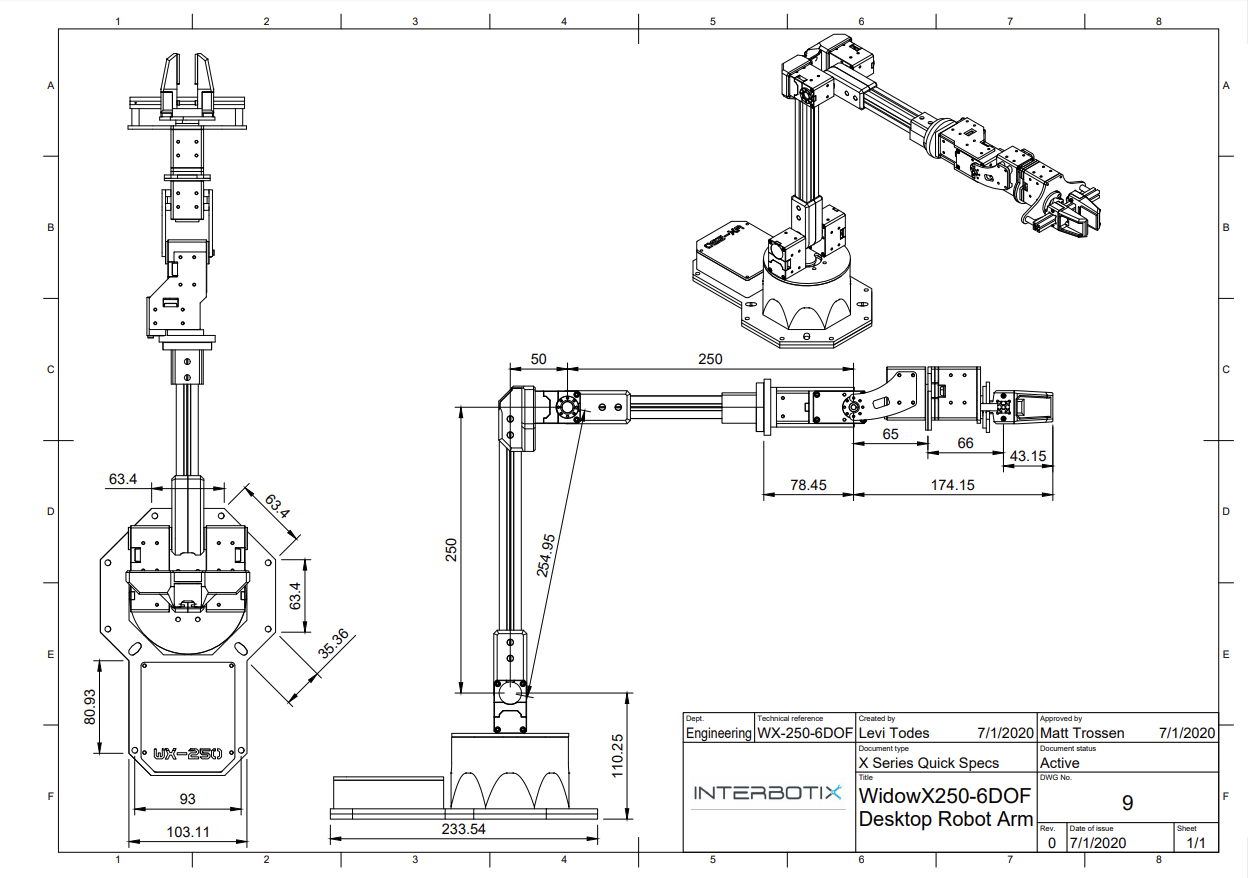 1 2 3 4 5 6 7 8
A A
B B
C C
D D
E E
F F
WX-250
50 250
65 66 43.15
78.45 174.15
250 254.95
110.25
233.54
63.4 63.4
63.4
35.36
80.93
WX-250
93
103.11
Dept. Technical reference Created by Approved by
Engineering WX-250-6DOF Levi Todes 7/1/2020 Matt Trossen 7/1/2020
Document type Document status
X Series Quick Specs Active
INTERBOTIX
Title DWG No.
WidowX250-6DOF
Desktop Robot Arm
9
Rev. Date of issue Sheet
0 7/1/2020 1/1
1 2 3 4 5 6 7 8